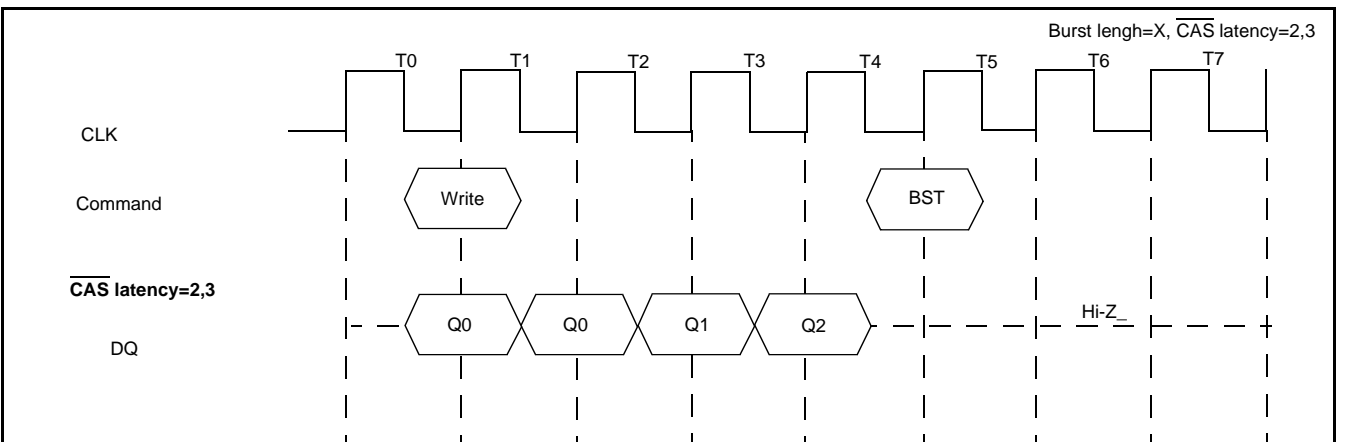 Burst lengh=X, CAS latency=2,3
T0 T1 T2 T3 T4 T5 T6 T7
CLK
Command Write BST
CAS latency=2,3
DQ Q0 Q0 Q1 Q2 Hi-Z_